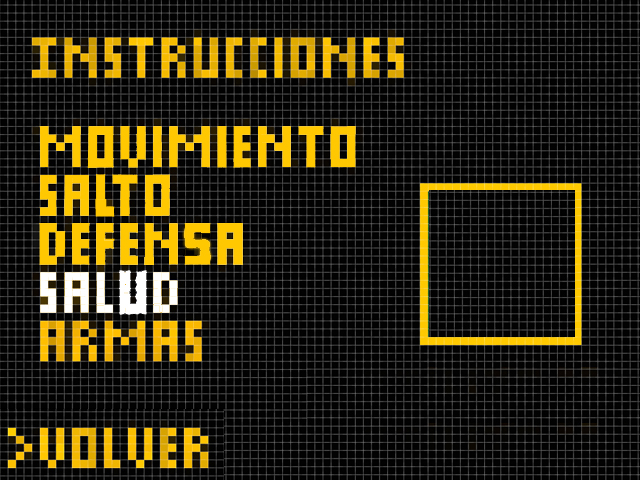 INSTRUCCIONES
MOVIMIENTO
SALTO
DEFENSA
SALUD
ARMAS
>VOLVER